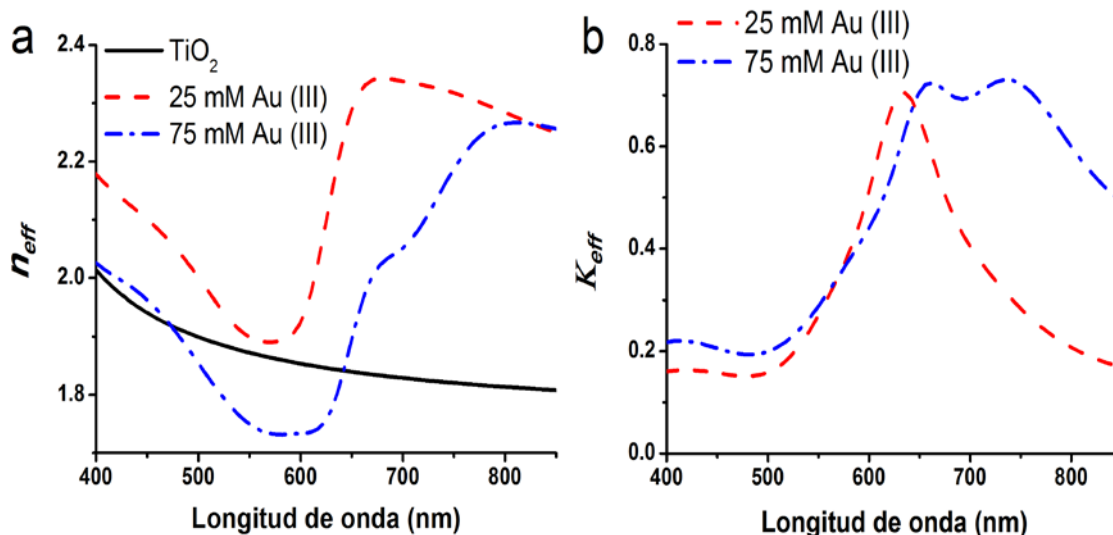 a
TiO₂
25 mM Au (III)
75 mM Au (III)
2.4
2.2
2.0
1.8
n_eff
400 500 600 700 800
Longitud de onda (nm)
b
25 mM Au (III)
75 mM Au (III)
0.8
0.6
0.4
0.2
0.0
K_eff
400 500 600 700 800
Longitud de onda (nm)